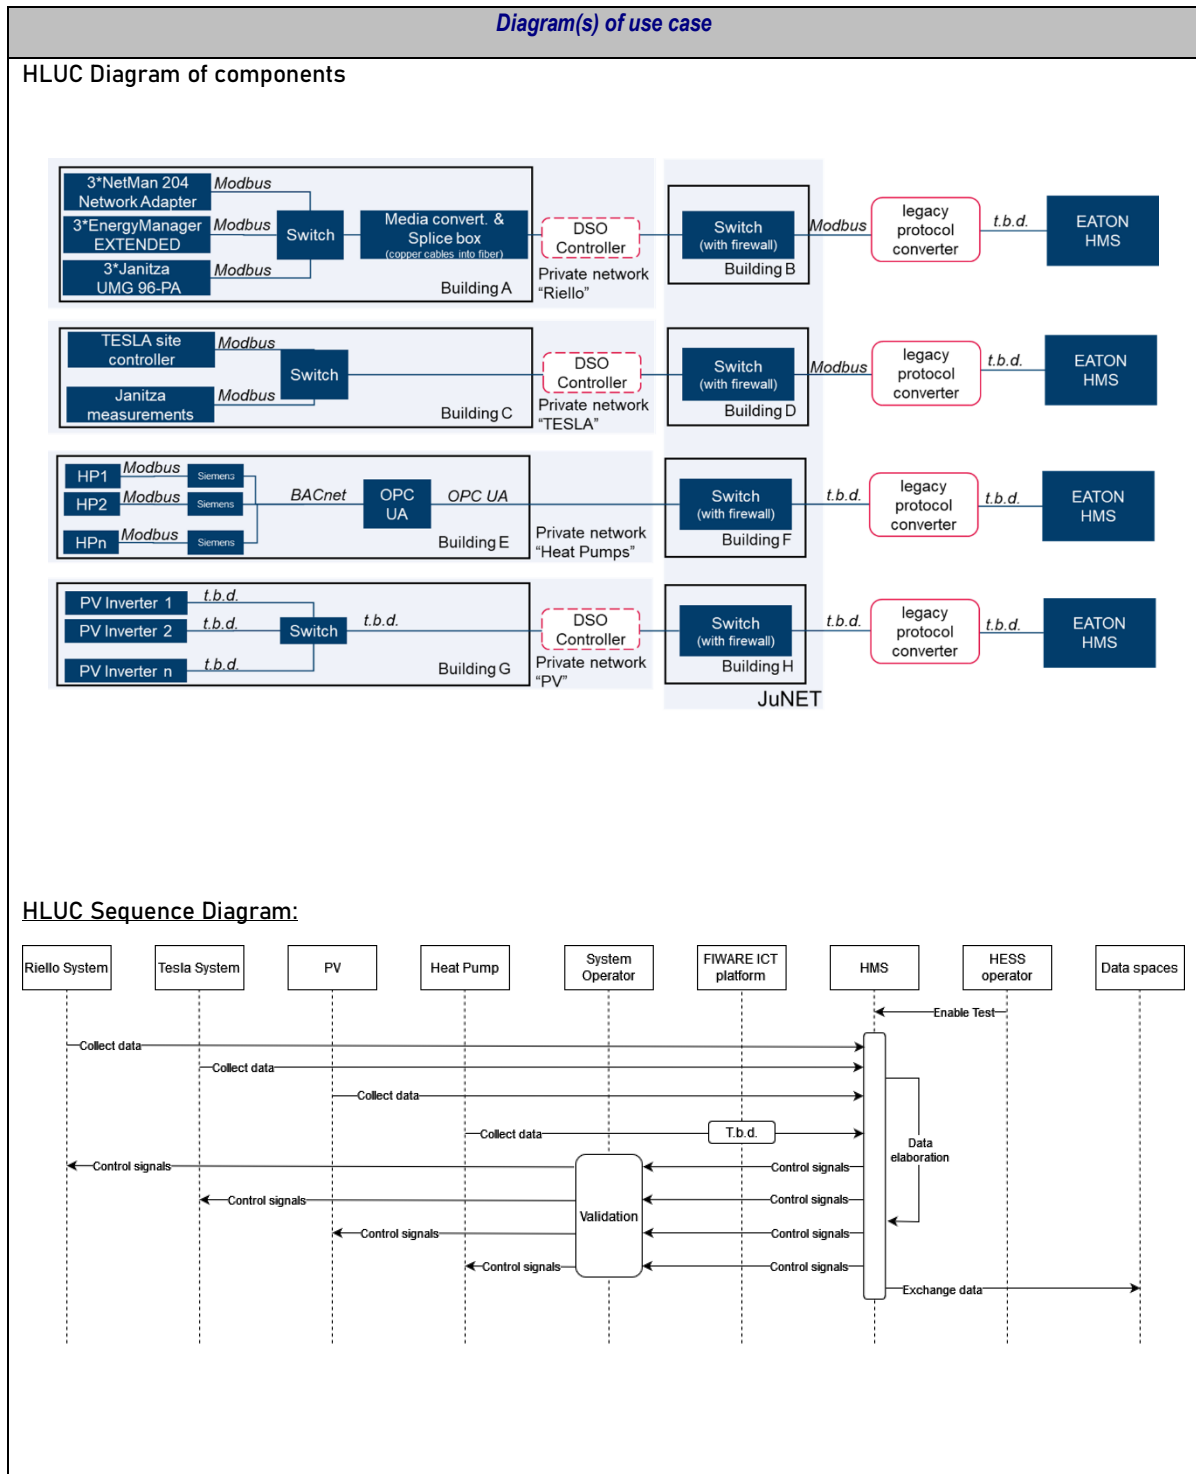 Diagram(s) of use case
HLUC Diagram of components
3*NetMan 204
Network Adapter
Modbus
3*EnergyManager
EXTENDED
Modbus
3*Janitza
UMG 96-PA
Modbus
Switch
Media convert. &
Splice box
(copper cables into fiber)
Building A
DSO
Controller
Private network
“Riello”
Switch
(with firewall)
Building B
Modbus
legacy
protocol
converter
t.b.d.
EATON
HMS
TESLA site
controller
Modbus
Janitza
measurements
Modbus
Switch
Building C
DSO
Controller
Private network
“TESLA”
Switch
(with firewall)
Building D
Modbus
legacy
protocol
converter
t.b.d.
EATON
HMS
HP1
Modbus
Siemens
HP2
Modbus
Siemens
HPn
Modbus
Siemens
BACnet
OPC
UA
OPC UA
Building E
Private network
“Heat Pumps”
Switch
(with firewall)
Building F
t.b.d.
legacy
protocol
converter
t.b.d.
EATON
HMS
PV Inverter 1
t.b.d.
PV Inverter 2
t.b.d.
PV Inverter n
t.b.d.
Switch
t.b.d.
Building G
DSO
Controller
Private network
“PV”
Switch
(with firewall)
Building H
JuNET
t.b.d.
legacy
protocol
converter
t.b.d.
EATON
HMS
HLUC Sequence Diagram:
Riello System
Tesla System
PV
Heat Pump
System
Operator
FIWARE ICT
platform
HMS
HESS
operator
Data spaces
Enable Test
Collect data
Collect data
Collect data
Collect data
T.b.d.
Data
elaboration
Control signals
Control signals
Control signals
Control signals
Validation
Control signals
Control signals
Control signals
Control signals
Exchange data